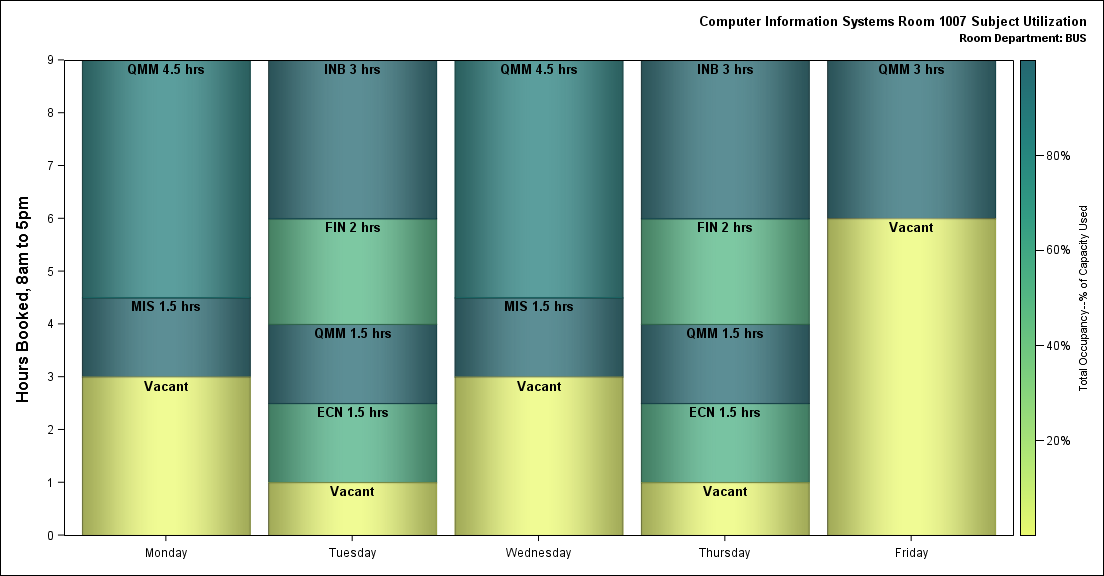 Computer Information Systems Room 1007 Subject Utilization
Room Department: BUS
Hours Booked, 8am to 5pm
9
8
7
6
5
4
3
2
1
0
QMM 4.5 hrs
MIS 1.5 hrs
Vacant
INB 3 hrs
FIN 2 hrs
QMM 1.5 hrs
ECN 1.5 hrs
Vacant
QMM 4.5 hrs
MIS 1.5 hrs
Vacant
INB 3 hrs
FIN 2 hrs
QMM 1.5 hrs
ECN 1.5 hrs
Vacant
QMM 3 hrs
Vacant
Monday
Tuesday
Wednesday
Thursday
Friday
80%
60%
40%
20%
Total Occupancy--% of Capacity Used